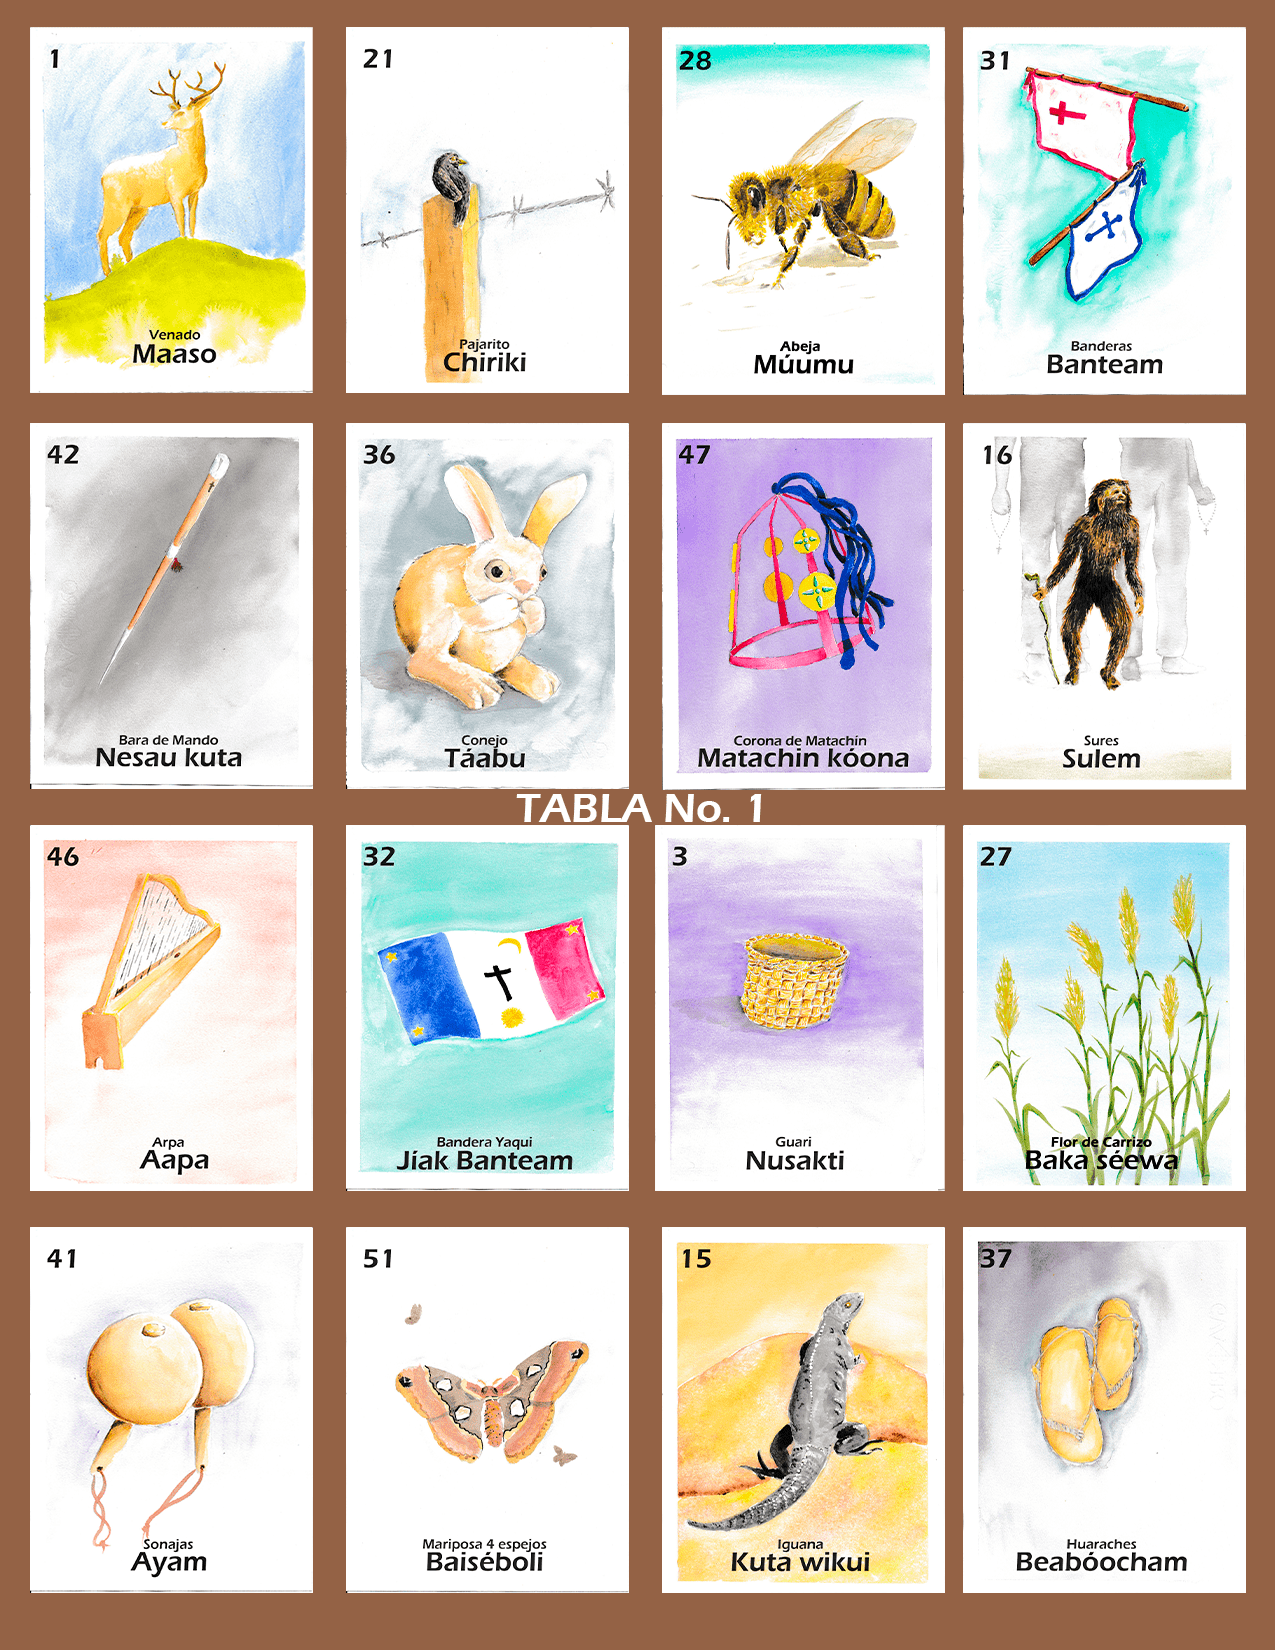 1
Venado
Maaso
21
Pajarito
Chiriki
28
Abeja
Múumu
31
Banderas
Banteam
42
Bara de Mando
Nesau kuta
36
Conejo
Táabu
47
Corona de Matachín
Matachin kóona
16
Sures
Sulem
TABLA No. 1
46
Arpa
Aapa
32
Bandera Yaqui
Jíak Banteam
3
Guari
Nusakti
27
Flor de Carrizo
Baka séewa
41
Sonajas
Ayam
51
Mariposa 4 espejos
Baiséboli
15
Iguana
Kuta wikui
37
Huaraches
Beabóocham